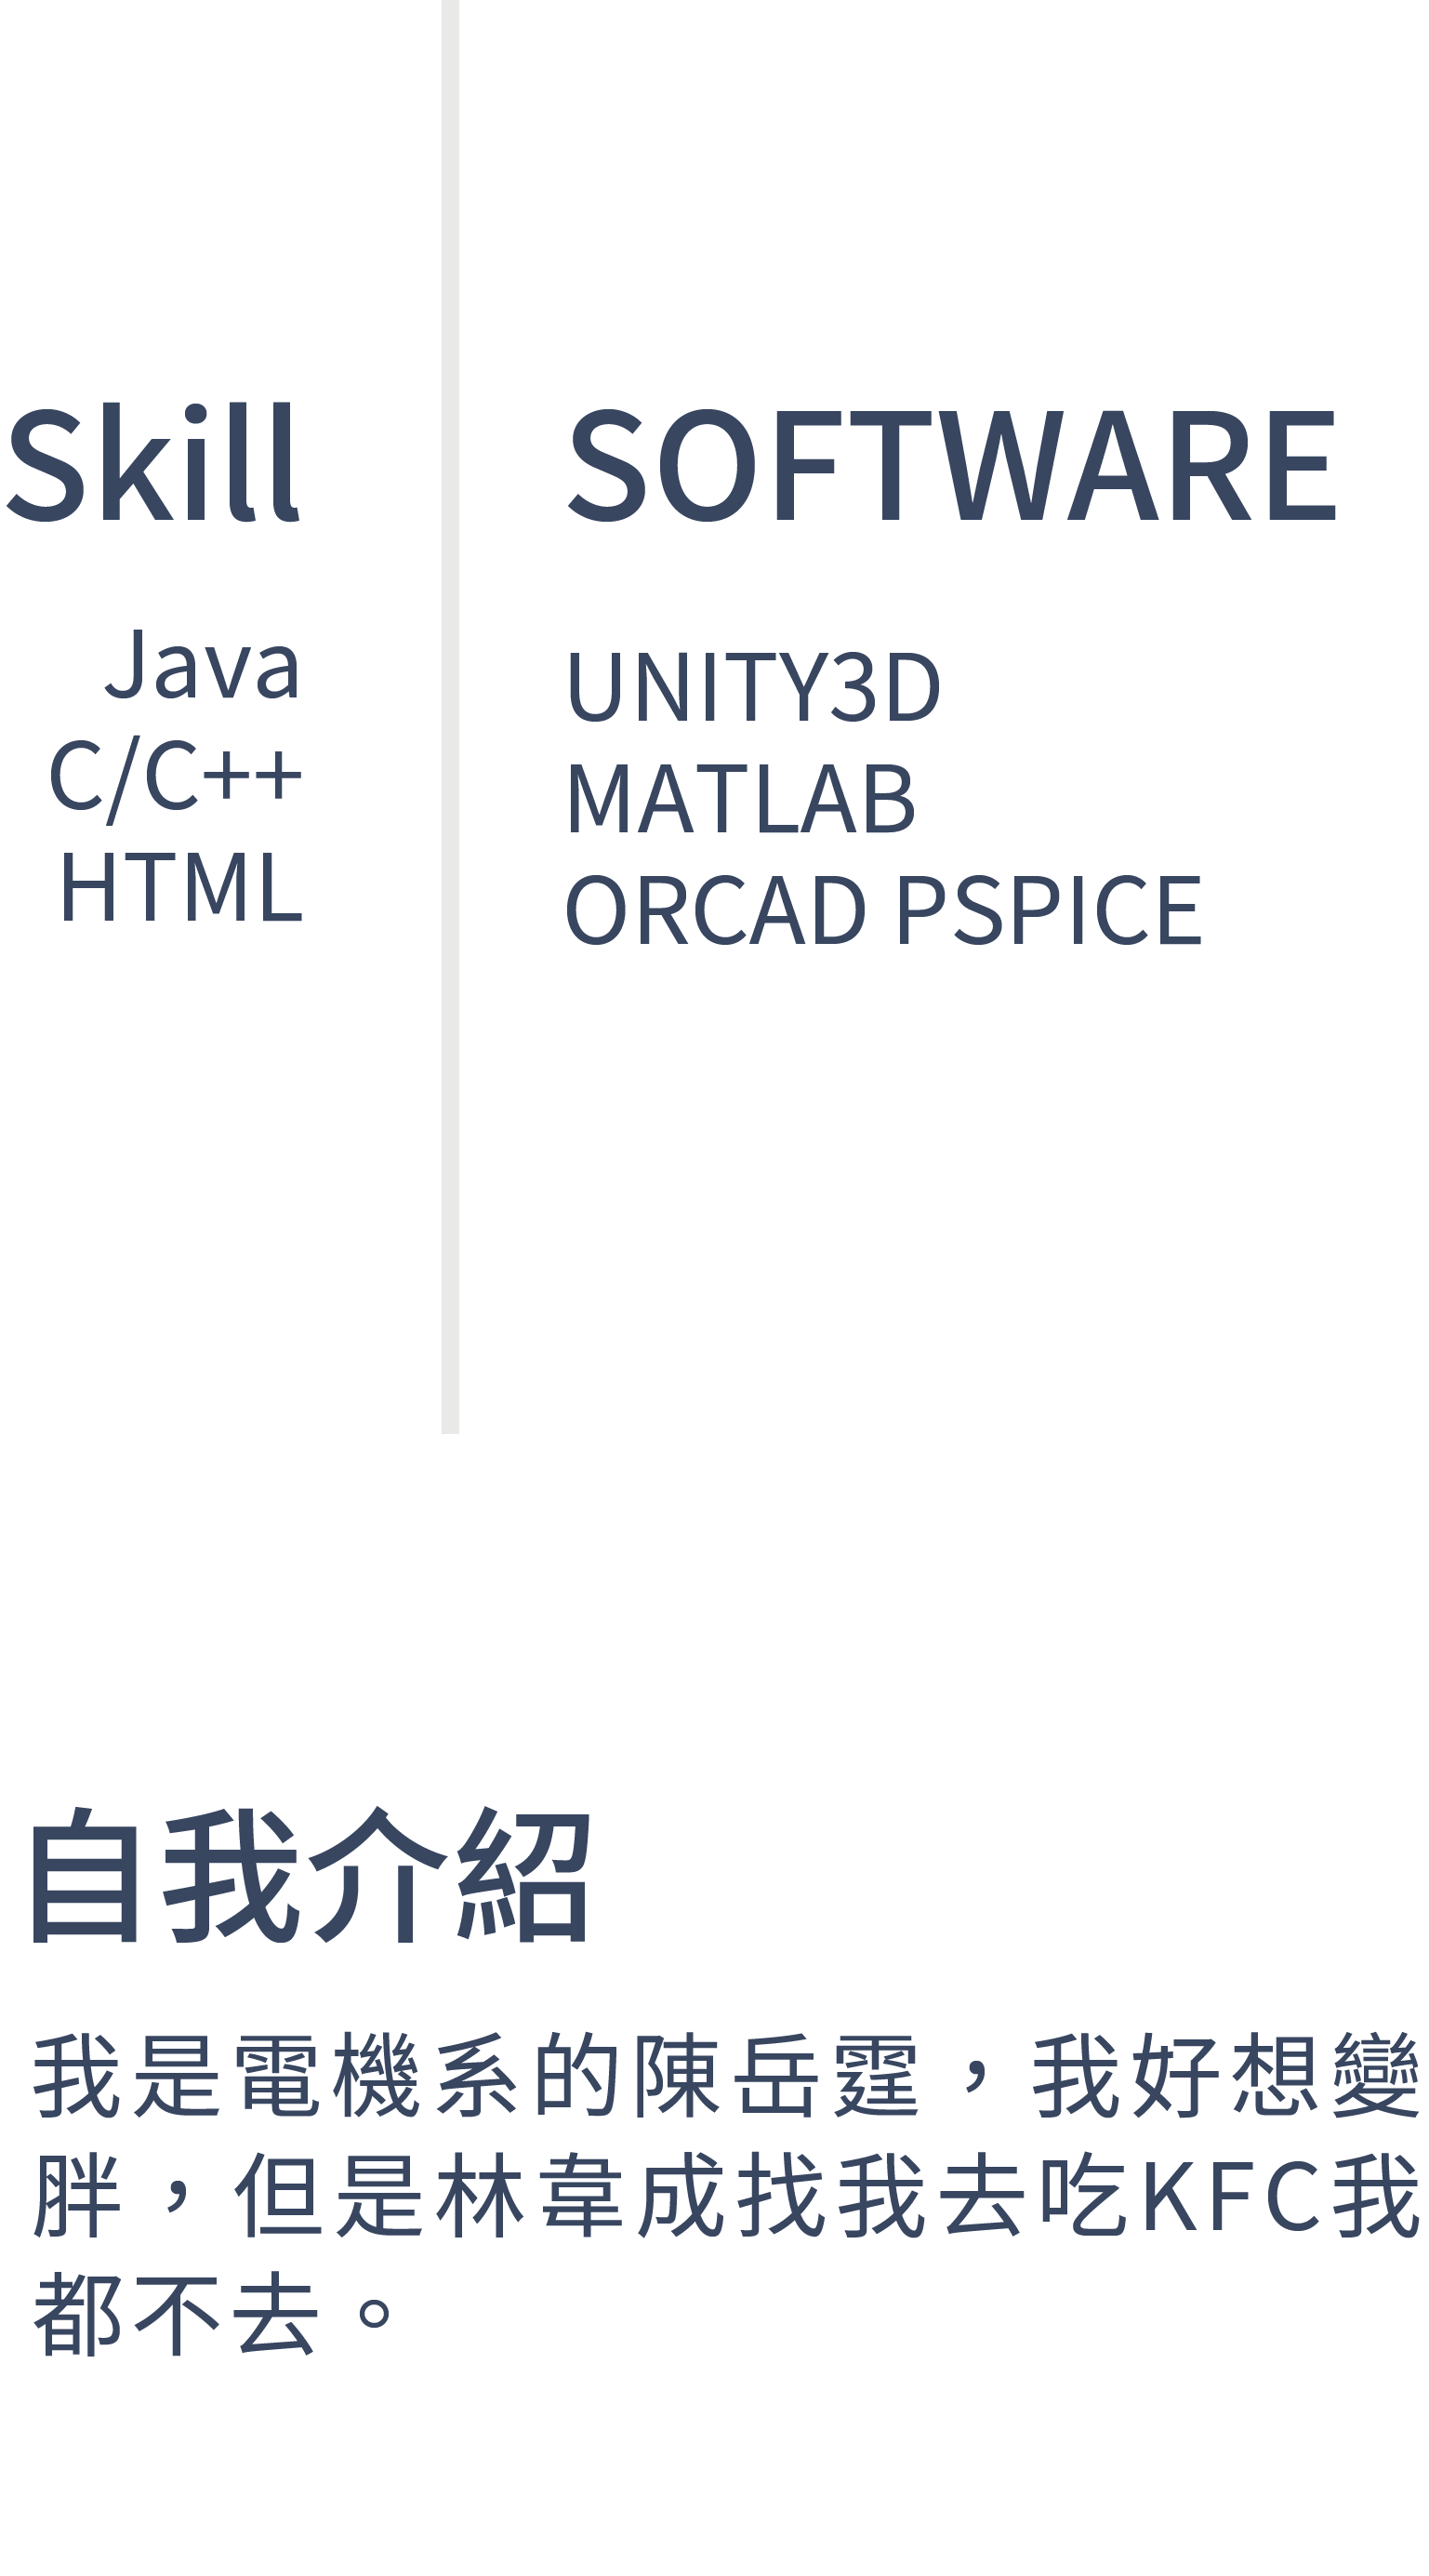 Skill
Java
C/C++
HTML
SOFTWARE
UNITY3D
MATLAB
ORCAD PSPICE
自我介紹
我是電機系的陳岳霆，我好想變
胖，但是林韋成找我去吃KFC我
都不去。